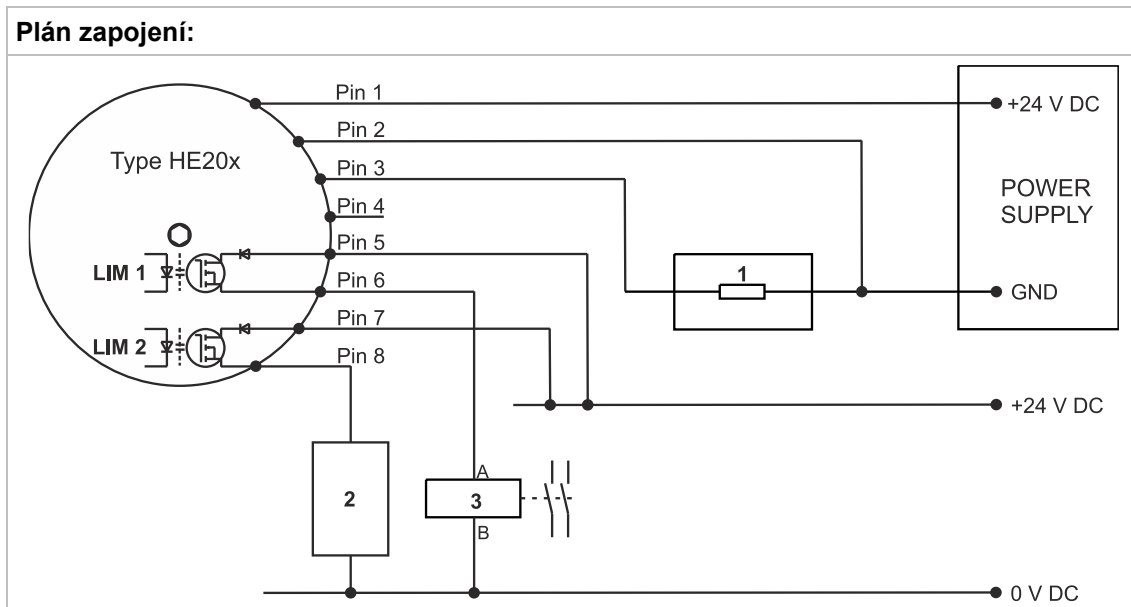 Plán zapojení:
Pin 1
+24 V DC
Pin 2
Type HE20x
Pin 3
POWER
SUPPLY
Pin 4
Pin 5
LIM 1
1
Pin 6
GND
Pin 7
LIM 2
Pin 8
+24 V DC
A
2
3
B
0 V DC